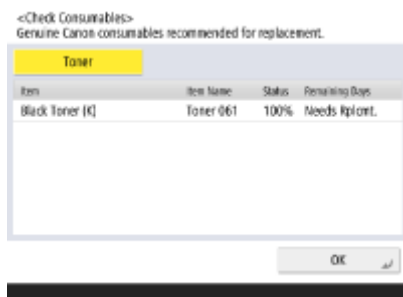 <Check Consumables>
Genuine Canon consumables recommended for replacement.
Toner
Item Item Name Status Remaining Days
Black Toner [K] Toner 061 100% Needs Rplcmt.
OK